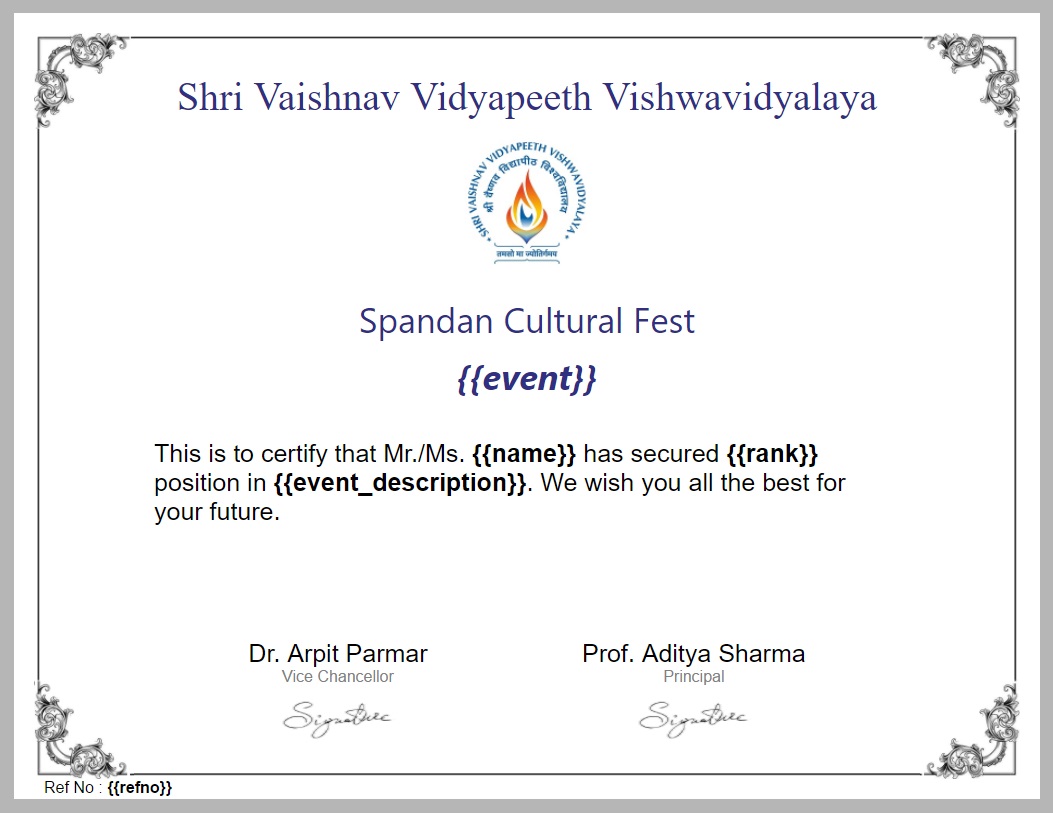 Shri Vaishnav Vidyapeeth Vishwavidyalaya
* SHRI VAISHNAV VIDYAPEETH VISHWAVIDYALAYA *
श्री वैष्णव विद्यापीठ विश्वविद्यालय
तमसो मा ज्योतिर्गमय
Spandan Cultural Fest
{{event}}
This is to certify that Mr./Ms. {{name}} has secured {{rank}}
position in {{event_description}}. We wish you all the best for
your future.
Dr. Arpit Parmar Prof. Aditya Sharma
Vice Chancellor Principal
Signature Signature
Ref No : {{refno}}